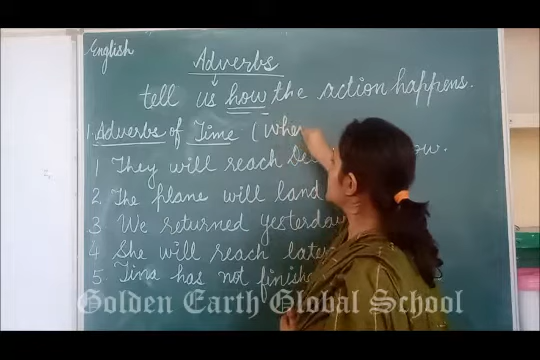 English
Adverbs
tell us how the action happens.
1. Adverbs of Time (when
1 They will reach
2. The plane will land
3 We returned yesterday
4 She will reach later
5. Tina has not
Golden Earth Global School